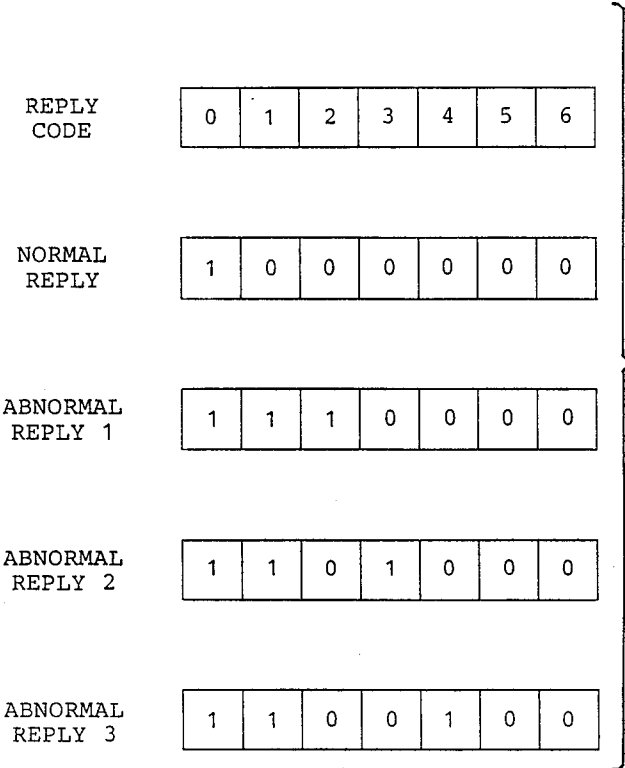 REPLY
CODE
0 1 2 3 4 5 6
NORMAL
REPLY
1 0 0 0 0 0 0
ABNORMAL
REPLY 1
1 1 1 0 0 0 0
ABNORMAL
REPLY 2
1 1 0 1 0 0 0
ABNORMAL
REPLY 3
1 1 0 0 1 0 0